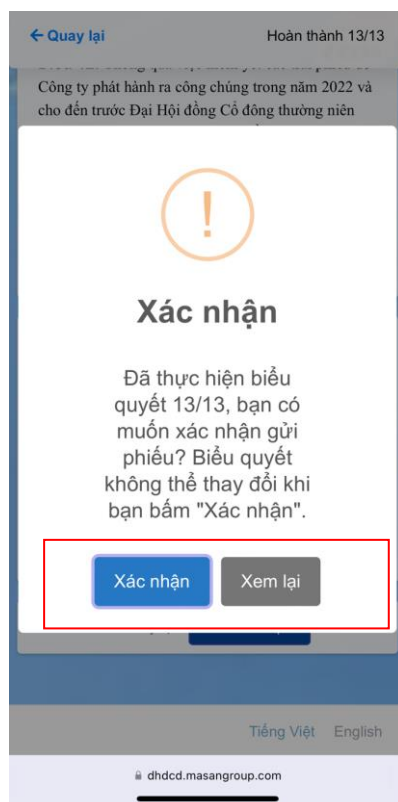 ← Quay lại Hoàn thành 13/13
Công ty phát hành ra công chúng trong năm 2022 và
cho đến trước Đại Hội đồng Cổ đông thường niên
!
Xác nhận
Đã thực hiện biểu
quyết 13/13, bạn có
muốn xác nhận gửi
phiếu? Biểu quyết
không thể thay đổi khi
bạn bấm "Xác nhận".
Xác nhận Xem lại
Tiếng Việt English
dhdcd.masangroup.com